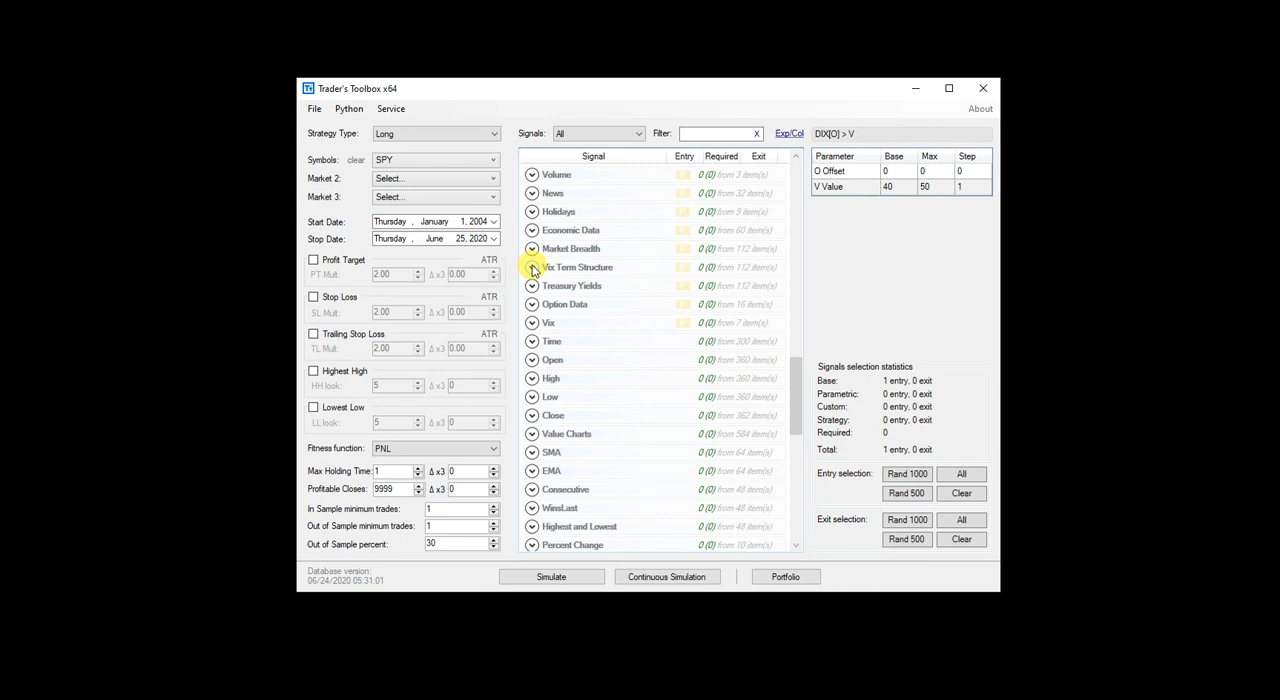 Trader's Toolbox x64
File Python Service About
Strategy Type: Long Signals: All Filter: X Exp/Col DIX[O] > V
Symbols: clear SPY
Market 2: Select...
Market 3: Select...
Start Date: Thursday , January 1, 2004
Stop Date: Thursday , June 25, 2020
Profit Target ATR
PT Mult: 2.00 Δ x3 0.00
Stop Loss ATR
SL Mult: 2.00 Δ x3 0.00
Trailing Stop Loss ATR
TL Mult: 2.00 Δ x3 0.00
Highest High
HH look: 5 Δ x3 0
Lowest Low
LL look: 5 Δ x3 0
Fitness function: PNL
Max Holding Time: 1 Δ x3 0
Profitable Closes: 9999 Δ x3 0
In Sample minimum trades: 1
Out of Sample minimum trades: 1
Out of Sample percent: 30
Signal Entry Required Exit
Volume P 0 (0) from 3 item(s)
News P 0 (0) from 32 item(s)
Holidays P 0 (0) from 9 item(s)
Economic Data P 0 (0) from 60 item(s)
Market Breadth P 0 (0) from 112 item(s)
Vix Term Structure P 0 (0) from 112 item(s)
Treasury Yields P 0 (0) from 112 item(s)
Option Data P 0 (0) from 16 item(s)
Vix P 0 (0) from 7 item(s)
Time 0 (0) from 300 item(s)
Open 0 (0) from 360 item(s)
High 0 (0) from 360 item(s)
Low 0 (0) from 360 item(s)
Close 0 (0) from 362 item(s)
Value Charts 0 (0) from 584 item(s)
SMA 0 (0) from 64 item(s)
EMA 0 (0) from 64 item(s)
Consecutive 0 (0) from 48 item(s)
WinsLast 0 (0) from 48 item(s)
Highest and Lowest 0 (0) from 48 item(s)
Percent Change 0 (0) from 10 item(s)
Parameter Base Max Step
O Offset 0 0 0
V Value 40 50 1
Signals selection statistics
Base: 1 entry, 0 exit
Parametric: 0 entry, 0 exit
Custom: 0 entry, 0 exit
Strategy: 0 entry, 0 exit
Required: 0
Total: 1 entry, 0 exit
Entry selection: Rand 1000 All
Rand 500 Clear
Exit selection: Rand 1000 All
Rand 500 Clear
Database version:
06/24/2020 05:31:01
Simulate Continuous Simulation Portfolio